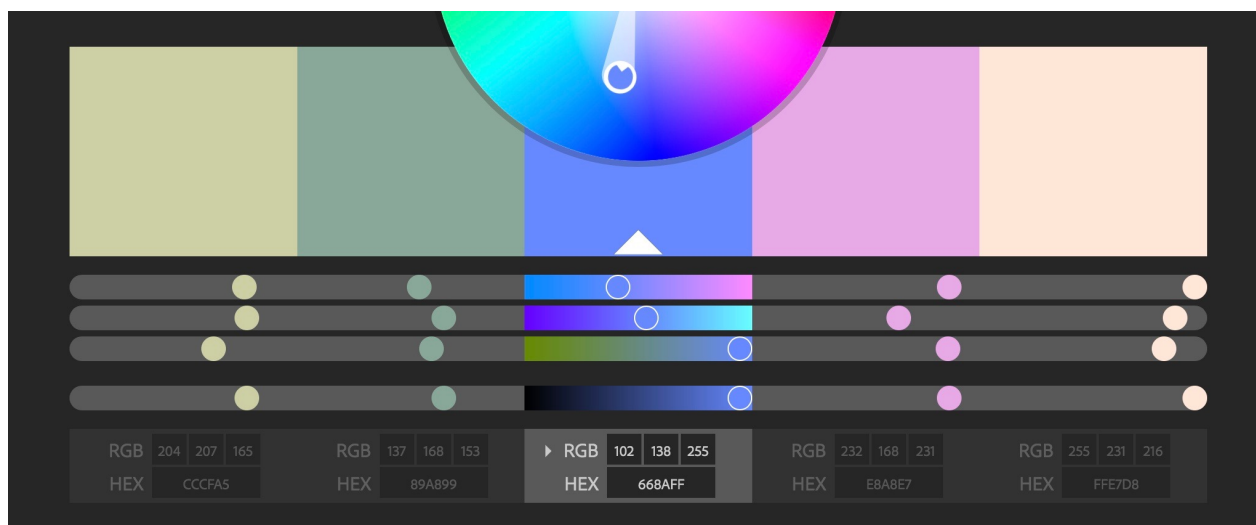 RGB 204 207 165 RGB 137 168 153 RGB 102 138 255 RGB 232 168 231 RGB 255 231 216
HEX CCCFA5 HEX 89A899 HEX 668AFF HEX E8A8E7 HEX FFE7D8